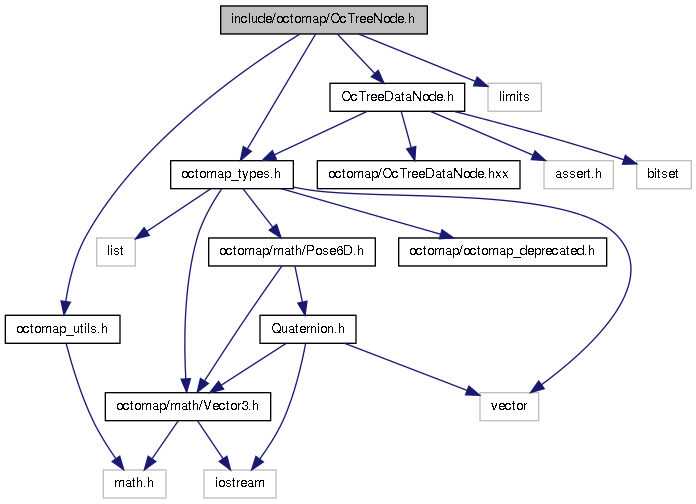 include/octomap/OcTreeNode.h
OcTreeDataNode.h
limits
octomap_types.h
octomap/OcTreeDataNode.hxx
assert.h
bitset
list
octomap/math/Pose6D.h
octomap/octomap_deprecated.h
octomap_utils.h
Quaternion.h
octomap/math/Vector3.h
vector
math.h
iostream